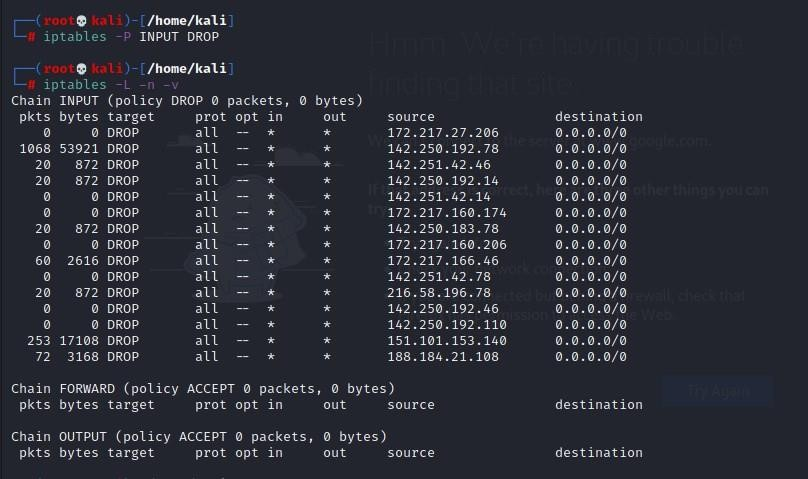 (root💀kali)-[/home/kali]
# iptables -P INPUT DROP
(root💀kali)-[/home/kali]
# iptables -L -n -v
Chain INPUT (policy DROP 0 packets, 0 bytes)
pkts bytes target prot opt in out source destination
0 0 DROP all -- * * 172.217.27.206 0.0.0.0/0
1068 53921 DROP all -- * * 142.250.192.78 0.0.0.0/0
20 872 DROP all -- * * 142.251.42.46 0.0.0.0/0
20 872 DROP all -- * * 142.250.192.14 0.0.0.0/0
0 0 DROP all -- * * 142.251.42.14 0.0.0.0/0
0 0 DROP all -- * * 172.217.160.174 0.0.0.0/0
20 872 DROP all -- * * 142.250.183.78 0.0.0.0/0
0 0 DROP all -- * * 172.217.160.206 0.0.0.0/0
60 2616 DROP all -- * * 172.217.166.46 0.0.0.0/0
0 0 DROP all -- * * 142.251.42.78 0.0.0.0/0
20 872 DROP all -- * * 216.58.196.78 0.0.0.0/0
0 0 DROP all -- * * 142.250.192.46 0.0.0.0/0
0 0 DROP all -- * * 142.250.192.110 0.0.0.0/0
253 17108 DROP all -- * * 151.101.153.140 0.0.0.0/0
72 3168 DROP all -- * * 188.184.21.108 0.0.0.0/0
Chain FORWARD (policy ACCEPT 0 packets, 0 bytes)
pkts bytes target prot opt in out source destination
Chain OUTPUT (policy ACCEPT 0 packets, 0 bytes)
pkts bytes target prot opt in out source destination
Hmm. We're having trouble
finding that site.
google.com.
other things you can
try
firewall, check that
Web.
Try Again